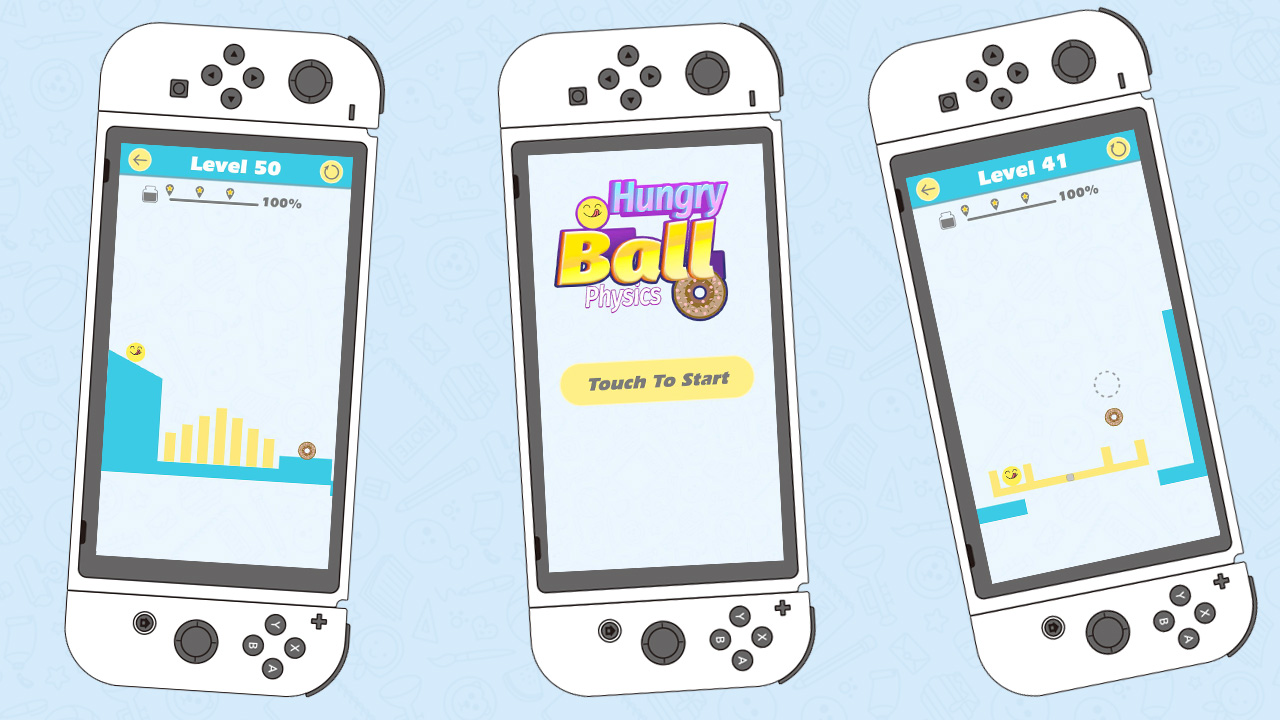 Level 50
100%
Hungry
Ball
Physics
Touch To Start
Level 41
100%
Y
X
B
A
Y
X
B
A
Y
X
B
A